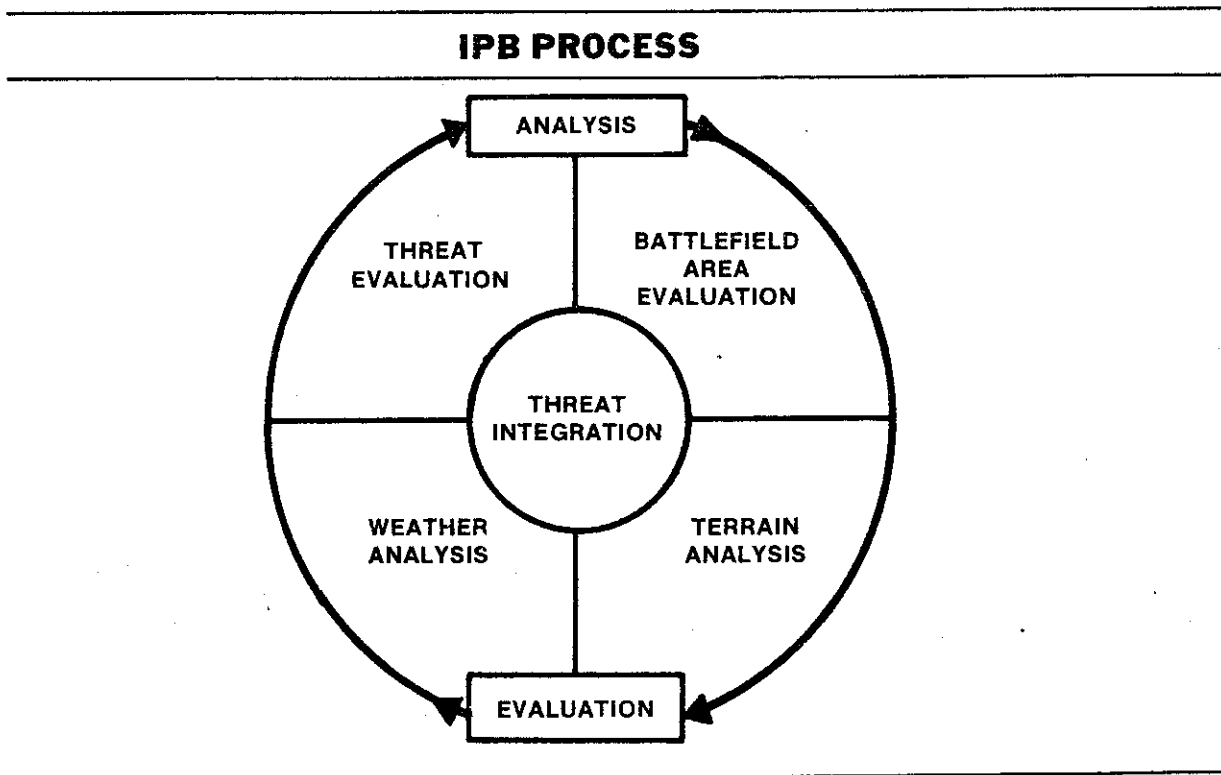 IPB PROCESS
ANALYSIS
THREAT
EVALUATION
BATTLEFIELD
AREA
EVALUATION
THREAT
INTEGRATION
WEATHER
ANALYSIS
TERRAIN
ANALYSIS
EVALUATION